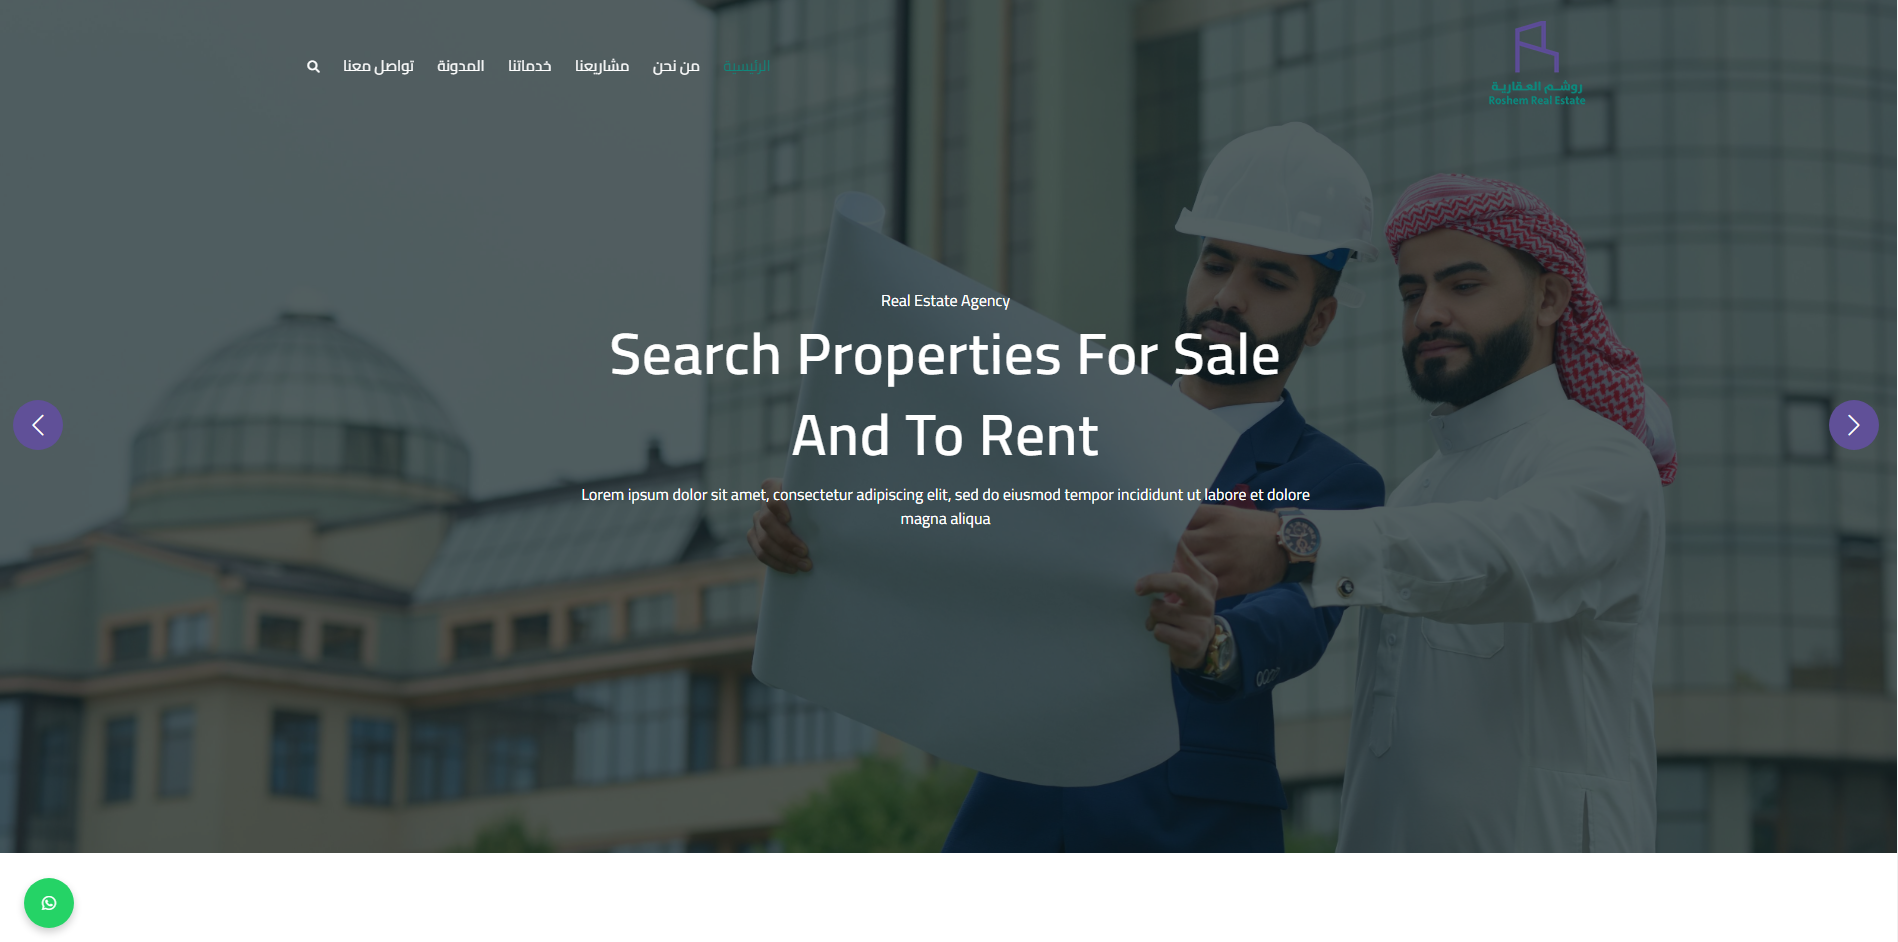 روشم العقارية
Roshem Real Estate
الرئيسية من نحن مشاريعنا خدماتنا المدونة تواصل معنا
Real Estate Agency
Search Properties For Sale
And To Rent
Lorem ipsum dolor sit amet, consectetur adipiscing elit, sed do eiusmod tempor incididunt ut labore et dolore
magna aliqua